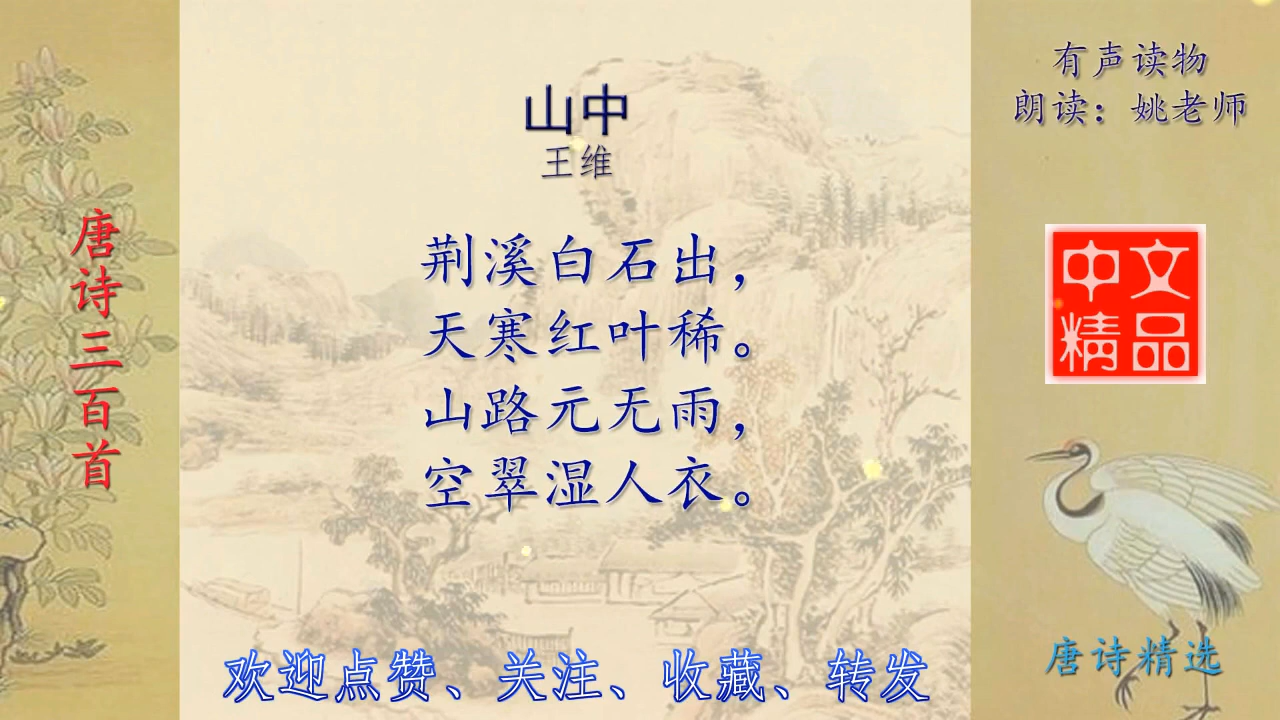 山中
王维
荆溪白石出，
天寒红叶稀。
山路元无雨，
空翠湿人衣。
唐诗三百首
有声读物
朗读：姚老师
中文
精品
唐诗精选
欢迎点赞、关注、收藏、转发